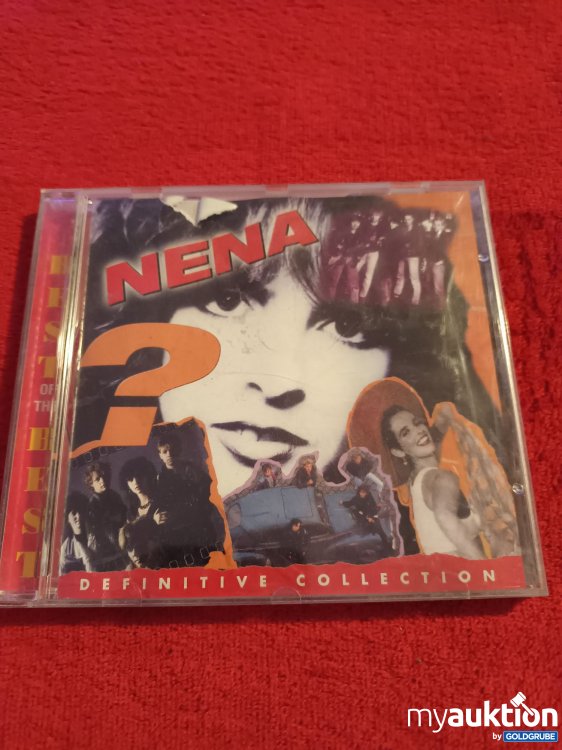 NENA
?
BEST
OF
THE
BEST
DEFINITIVE COLLECTION
myauktion
by GOLDGRUBE